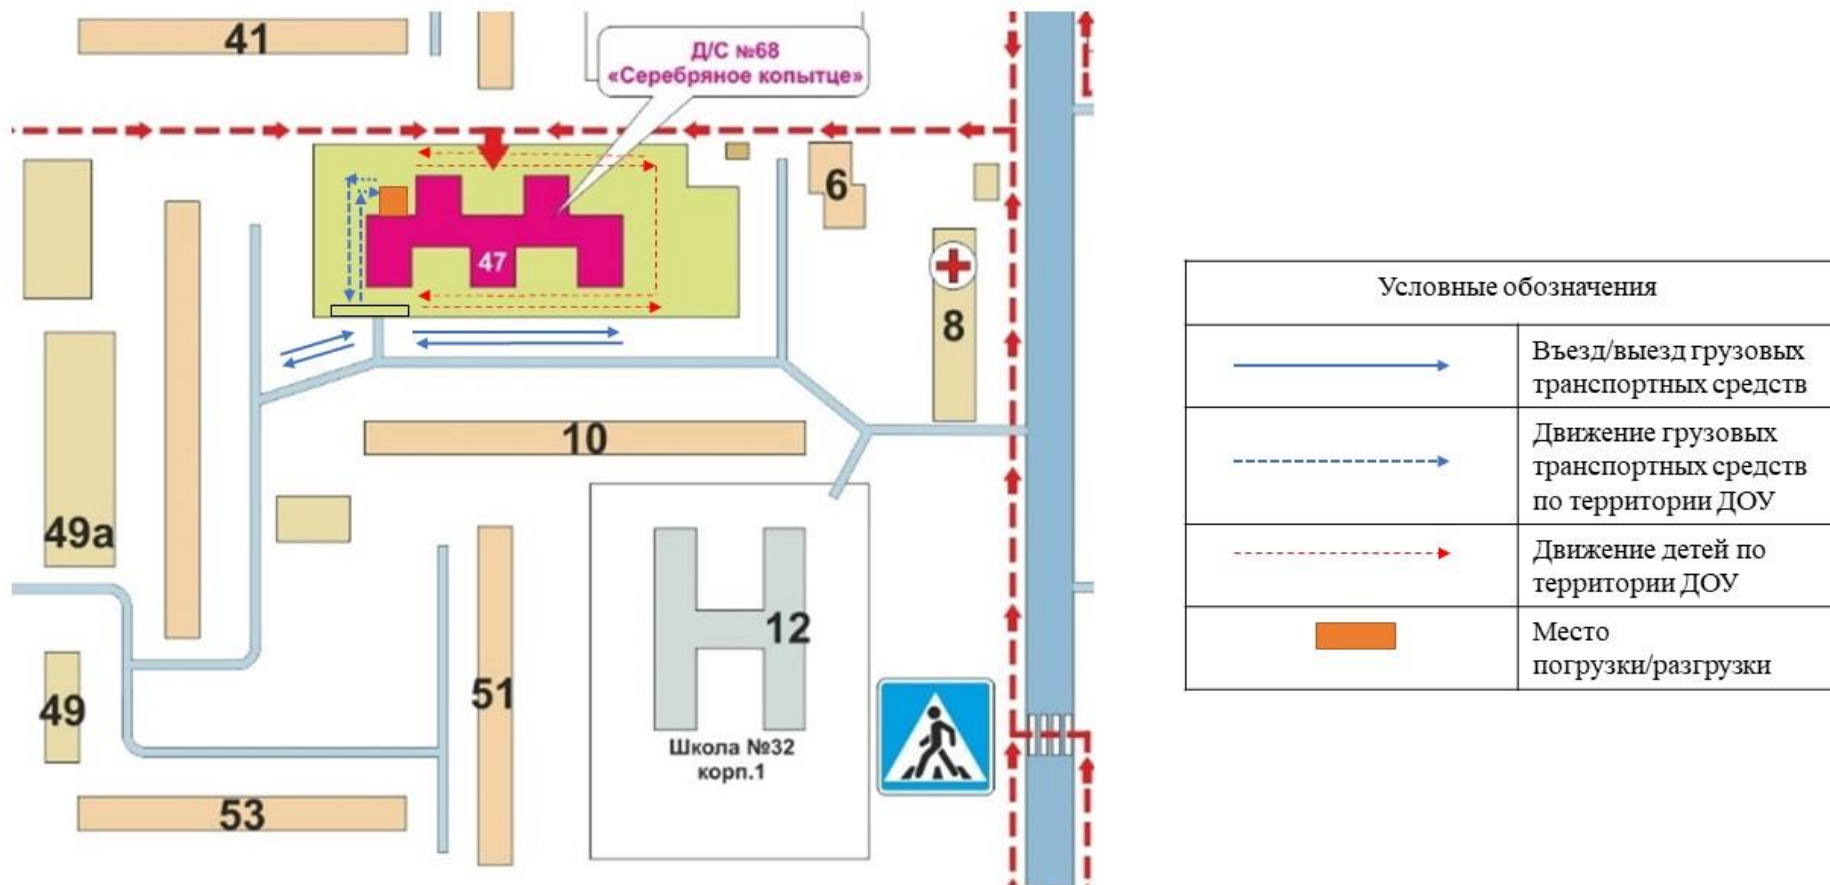 41
Д/С №68
«Серебряное копытце»
6
47
8
10
49а
12
51
49
Школа №32
корп.1
53
Условные обозначения
Въезд/выезд грузовых
транспортных средств
Движение грузовых
транспортных средств
по территории ДОУ
Движение детей по
территории ДОУ
Место
погрузки/разгрузки